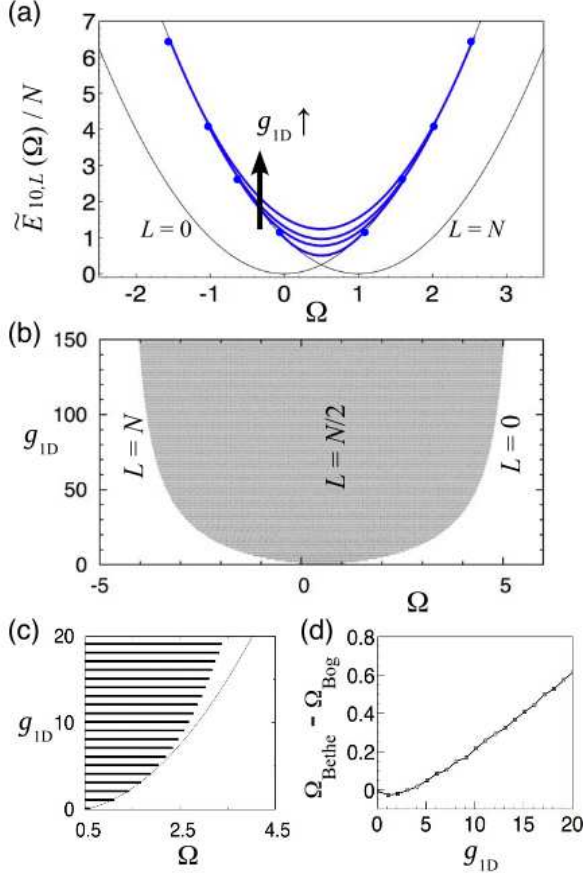 (a)
7
6
5
4
3
2
1
0
Ẽ 10,L (Ω) / N
g1D ↑
L = 0
L = N
-2 -1 0 1 2 3
Ω
(b)
150
100
50
0
g1D
L = N
L = N/2
L = 0
-5 0 5
Ω
(c)
20
10
0
g1D
0.5 2.5 4.5
Ω
(d)
0.8
0.6
0.4
0.2
0
ΩBethe - ΩBog
0 5 10 15 20
g1D